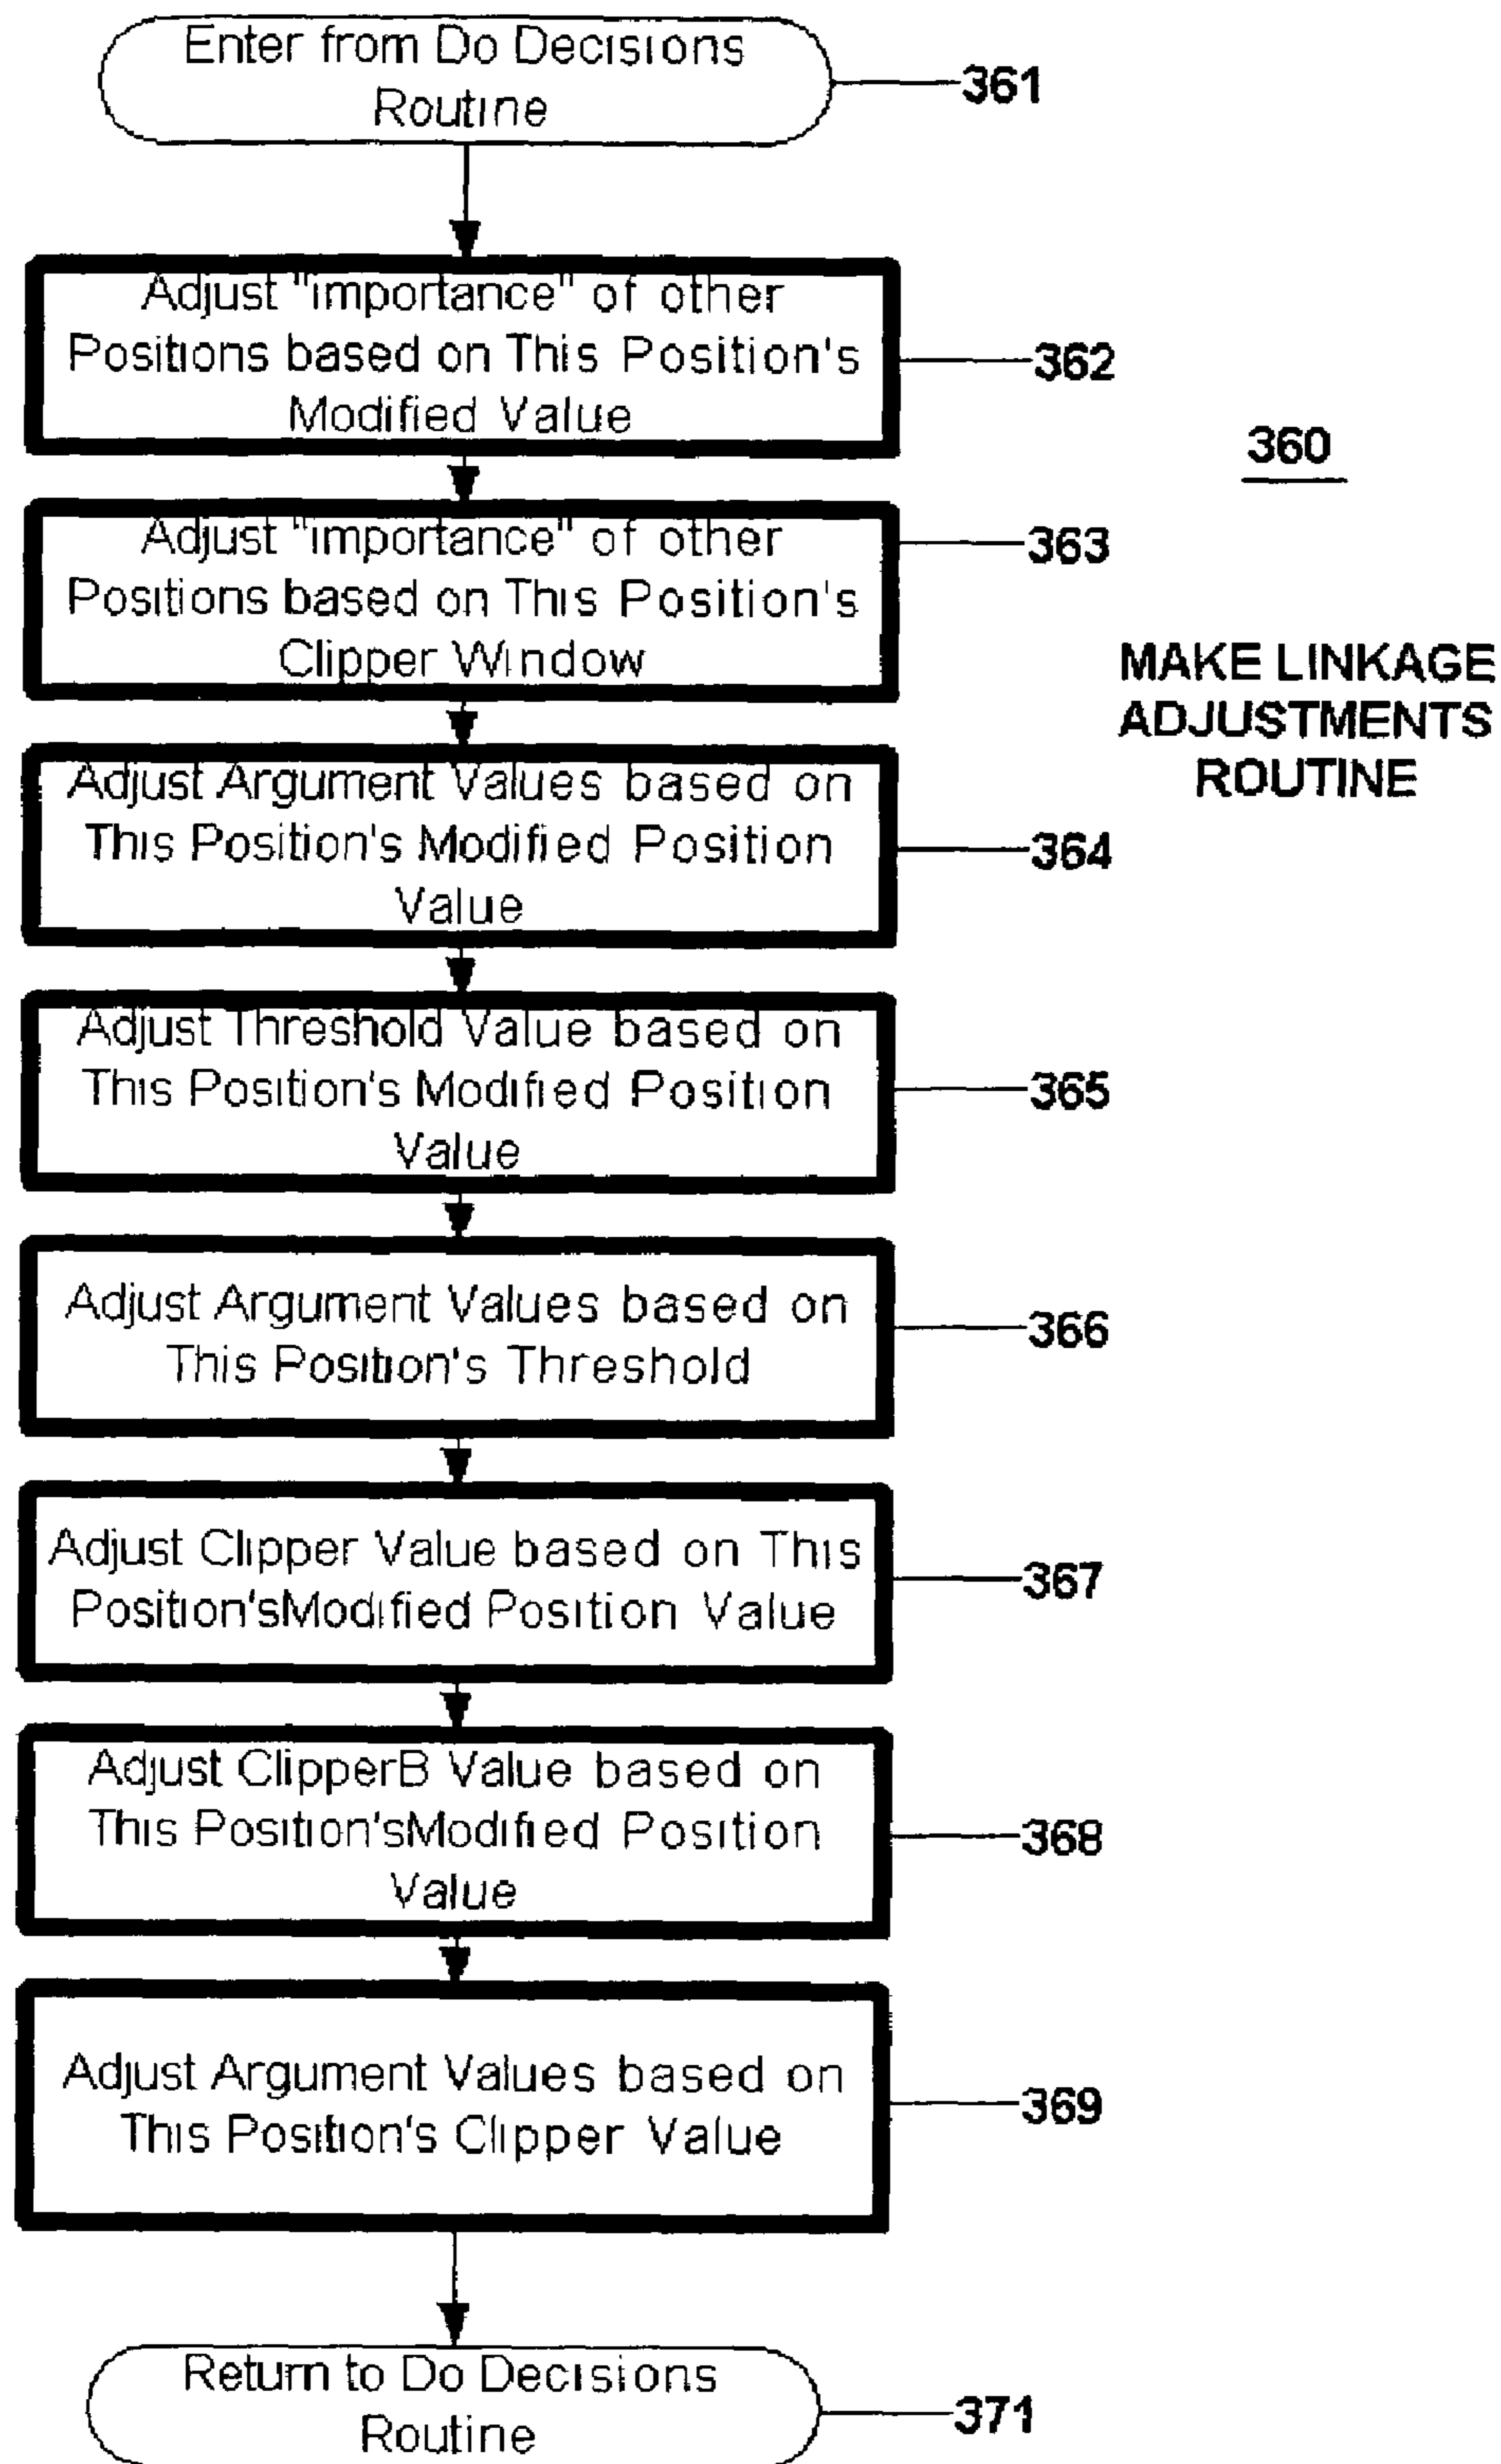 Enter from Do Decisions
Routine
361
Adjust "importance" of other
Positions based on This Position's
Modified Value
362
360
Adjust "importance" of other
Positions based on This Position's
Clipper Window
363
MAKE LINKAGE
ADJUSTMENTS
ROUTINE
Adjust Argument Values based on
This Position's Modified Position
Value
364
Adjust Threshold Value based on
This Position's Modified Position
Value
365
Adjust Argument Values based on
This Position's Threshold
366
Adjust Clipper Value based on This
Position'sModified Position Value
367
Adjust ClipperB Value based on
This Position'sModified Position
Value
368
Adjust Argument Values based on
This Position's Clipper Value
369
Return to Do Decisions
Routine
371